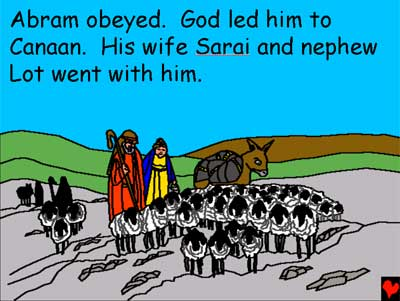 Abram obeyed.  God led him to
Canaan.  His wife Sarai and nephew
Lot went with him.